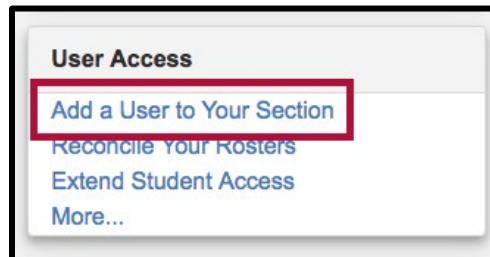 User Access
Add a User to Your Section
Reconcile Your Rosters
Extend Student Access
More...